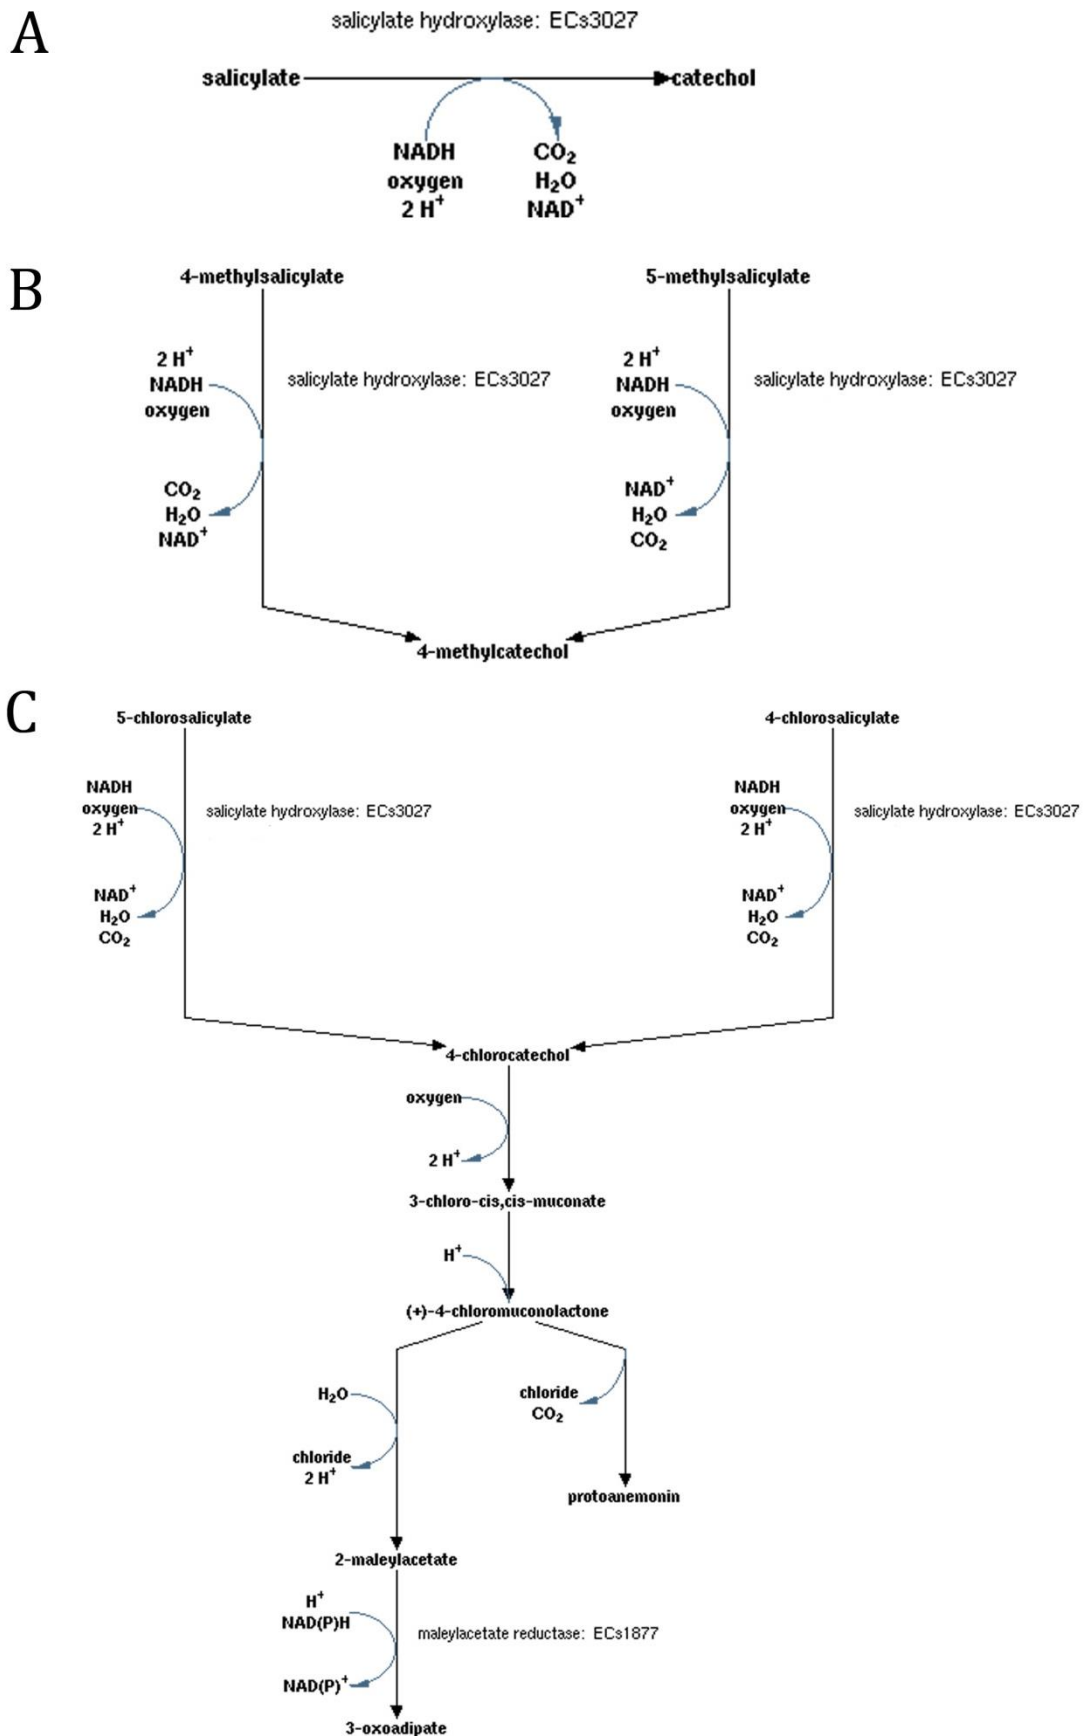 A
salicylate hydroxylase: ECs3027
salicylate
catechol
NADH
oxygen
2 H⁺
CO₂
H₂O
NAD⁺
B
4-methylsalicylate
2 H⁺
NADH
oxygen
salicylate hydroxylase: ECs3027
CO₂
H₂O
NAD⁺
5-methylsalicylate
2 H⁺
NADH
oxygen
salicylate hydroxylase: ECs3027
NAD⁺
H₂O
CO₂
4-methylcatechol
C
5-chlorosalicylate
NADH
oxygen
2 H⁺
salicylate hydroxylase: ECs3027
NAD⁺
H₂O
CO₂
4-chlorosalicylate
NADH
oxygen
2 H⁺
salicylate hydroxylase: ECs3027
NAD⁺
H₂O
CO₂
4-chlorocatechol
oxygen
2 H⁺
3-chloro-cis,cis-muconate
H⁺
(+)-4-chloromuconolactone
H₂O
chloride
2 H⁺
chloride
CO₂
protoanemonin
2-maleylacetate
H⁺
NAD(P)H
maleylacetate reductase: ECs1877
NAD(P)⁺
3-oxoadipate